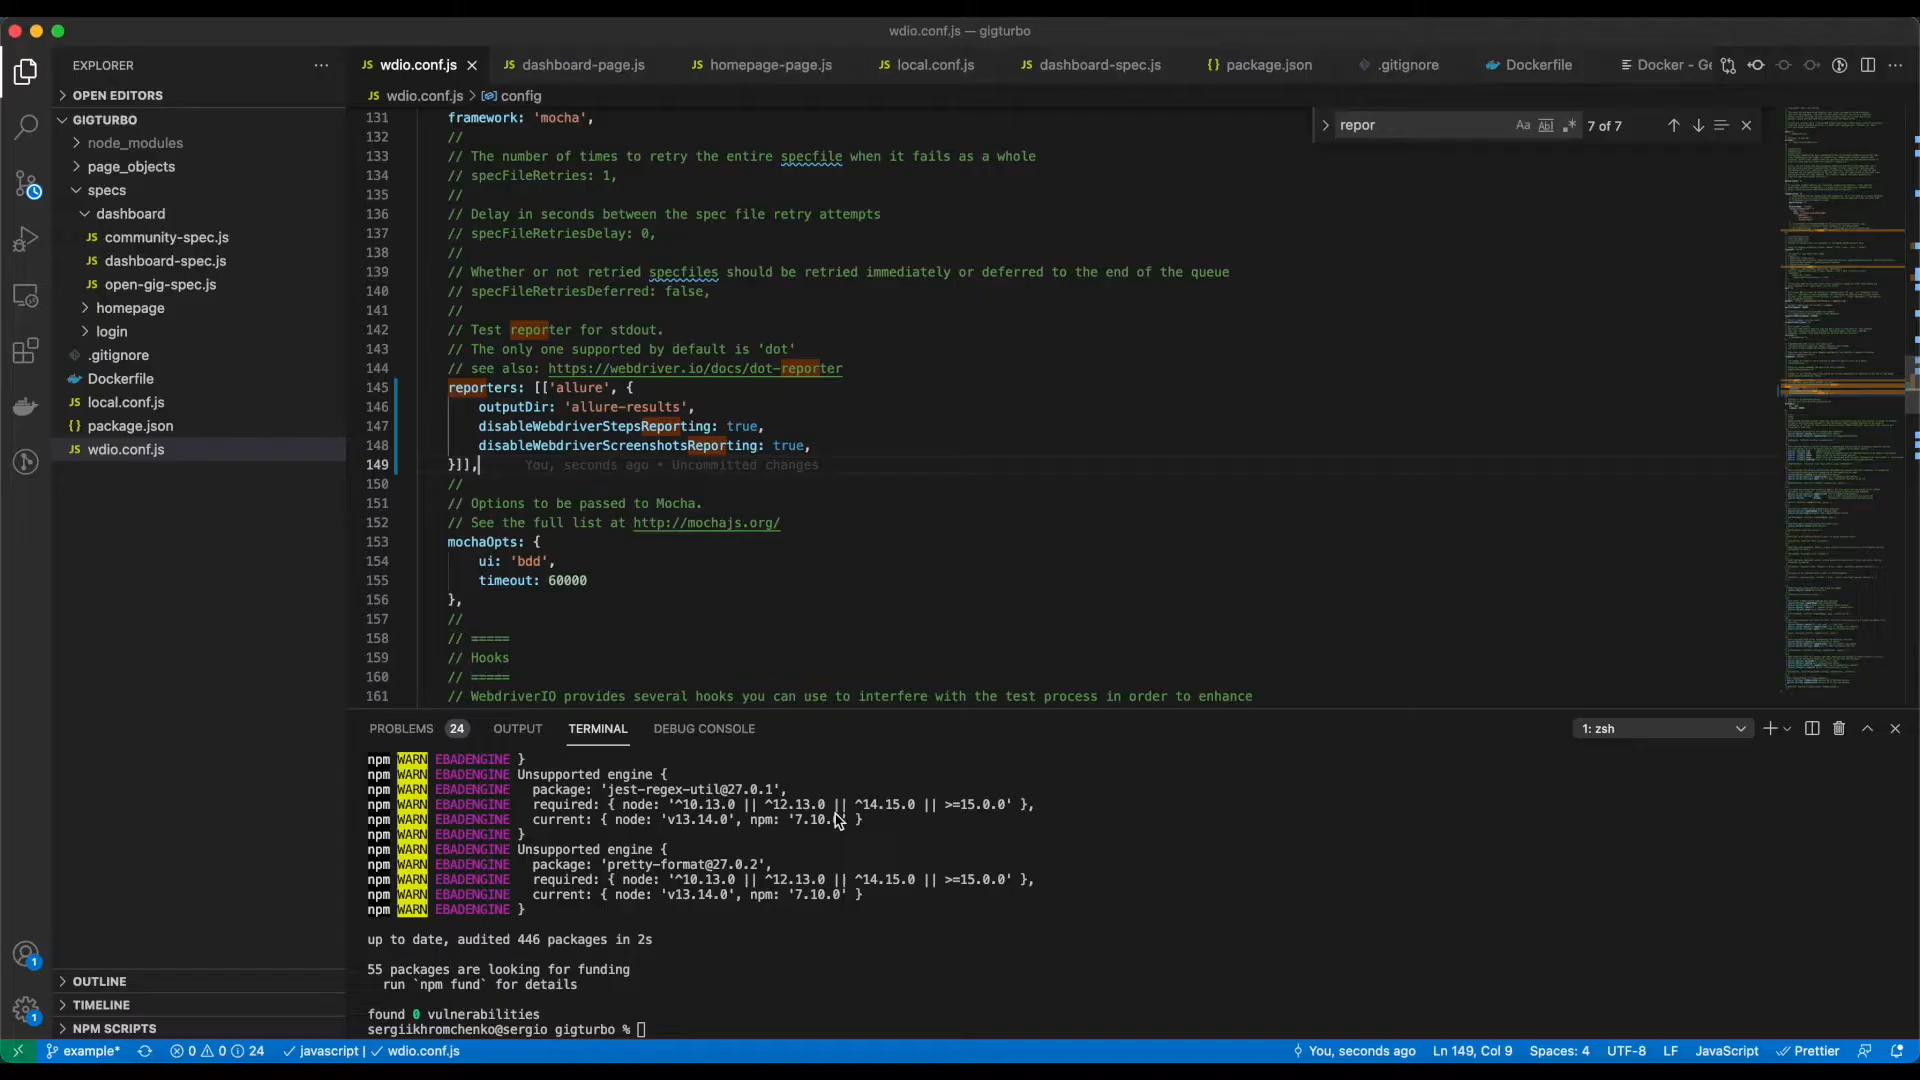 wdio.conf.js — gigturbo
EXPLORER
OPEN EDITORS
GIGTURBO
node_modules
page_objects
specs
dashboard
JS community-spec.js
JS dashboard-spec.js
JS open-gig-spec.js
homepage
login
.gitignore
Dockerfile
JS local.conf.js
{} package.json
JS wdio.conf.js
OUTLINE
TIMELINE
NPM SCRIPTS
JS wdio.conf.js
JS dashboard-page.js
JS homepage-page.js
JS local.conf.js
JS dashboard-spec.js
{} package.json
.gitignore
Dockerfile
Docker - Ge
JS wdio.conf.js > config
repor
Aa Abl .* 7 of 7
131 framework: 'mocha',
132 //
133 // The number of times to retry the entire specfile when it fails as a whole
134 // specFileRetries: 1,
135 //
136 // Delay in seconds between the spec file retry attempts
137 // specFileRetriesDelay: 0,
138 //
139 // Whether or not retried specfiles should be retried immediately or deferred to the end of the queue
140 // specFileRetriesDeferred: false,
141 //
142 // Test reporter for stdout.
143 // The only one supported by default is 'dot'
144 // see also: https://webdriver.io/docs/dot-reporter
145 reporters: [['allure', {
146 outputDir: 'allure-results',
147 disableWebdriverStepsReporting: true,
148 disableWebdriverScreenshotsReporting: true,
149 }]], You, seconds ago • Uncommitted changes
150 //
151 // Options to be passed to Mocha.
152 // See the full list at http://mochajs.org/
153 mochaOpts: {
154 ui: 'bdd',
155 timeout: 60000
156 },
157 //
158 // =====
159 // Hooks
160 // =====
161 // WebdriverIO provides several hooks you can use to interfere with the test process in order to enhance
PROBLEMS 24 OUTPUT TERMINAL DEBUG CONSOLE
1: zsh
npm WARN EBADENGINE }
npm WARN EBADENGINE Unsupported engine {
npm WARN EBADENGINE package: 'jest-regex-util@27.0.1',
npm WARN EBADENGINE required: { node: '^10.13.0 || ^12.13.0 || ^14.15.0 || >=15.0.0' },
npm WARN EBADENGINE current: { node: 'v13.14.0', npm: '7.10.0' }
npm WARN EBADENGINE }
npm WARN EBADENGINE Unsupported engine {
npm WARN EBADENGINE package: 'pretty-format@27.0.2',
npm WARN EBADENGINE required: { node: '^10.13.0 || ^12.13.0 || ^14.15.0 || >=15.0.0' },
npm WARN EBADENGINE current: { node: 'v13.14.0', npm: '7.10.0' }
npm WARN EBADENGINE }
up to date, audited 446 packages in 2s
55 packages are looking for funding
run `npm fund` for details
found 0 vulnerabilities
sergiikhromchenko@sergio gigturbo %
1
1
example* 0 0 24 javascript | wdio.conf.js
You, seconds ago Ln 149, Col 9 Spaces: 4 UTF-8 LF JavaScript Prettier